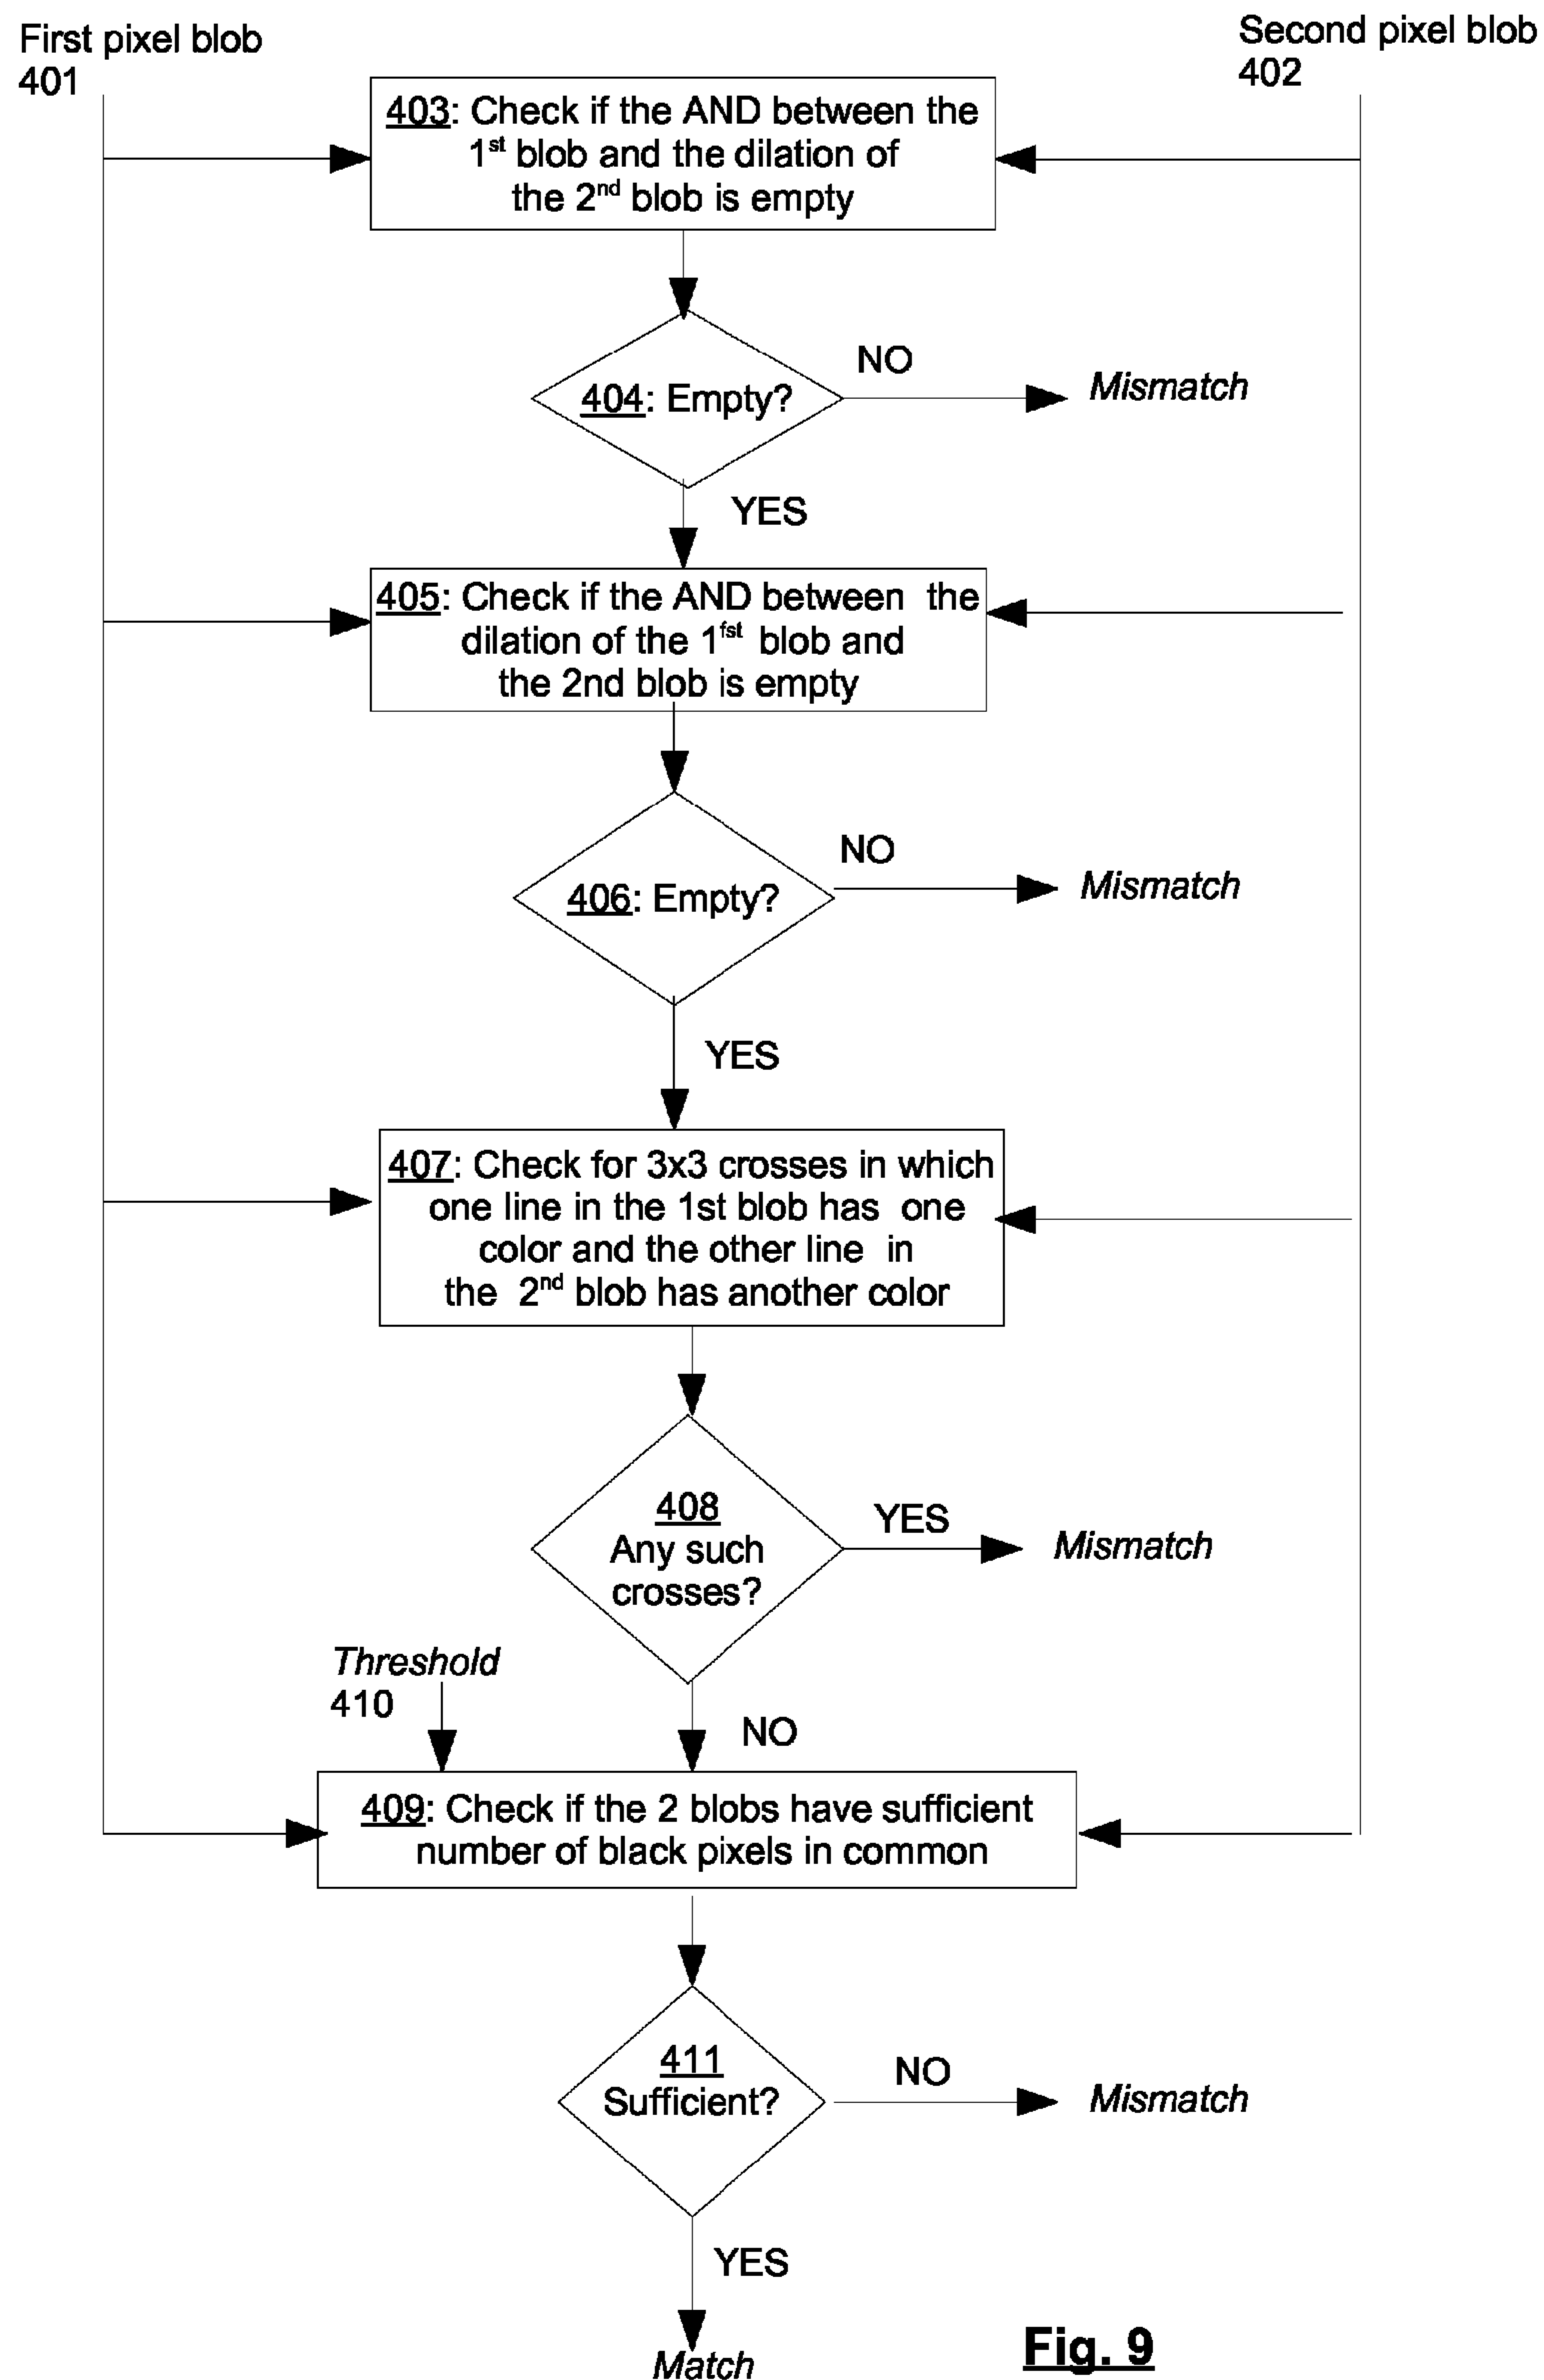 First pixel blob
401
Second pixel blob
402
403: Check if the AND between the
1st blob and the dilation of
the 2nd blob is empty
404: Empty?
NO
Mismatch
YES
405: Check if the AND between the
dilation of the 1fst blob and
the 2nd blob is empty
406: Empty?
NO
Mismatch
YES
407: Check for 3x3 crosses in which
one line in the 1st blob has one
color and the other line in
the 2nd blob has another color
408
Any such
crosses?
YES
Mismatch
Threshold
410
NO
409: Check if the 2 blobs have sufficient
number of black pixels in common
411
Sufficient?
NO
Mismatch
YES
Match
Fig. 9